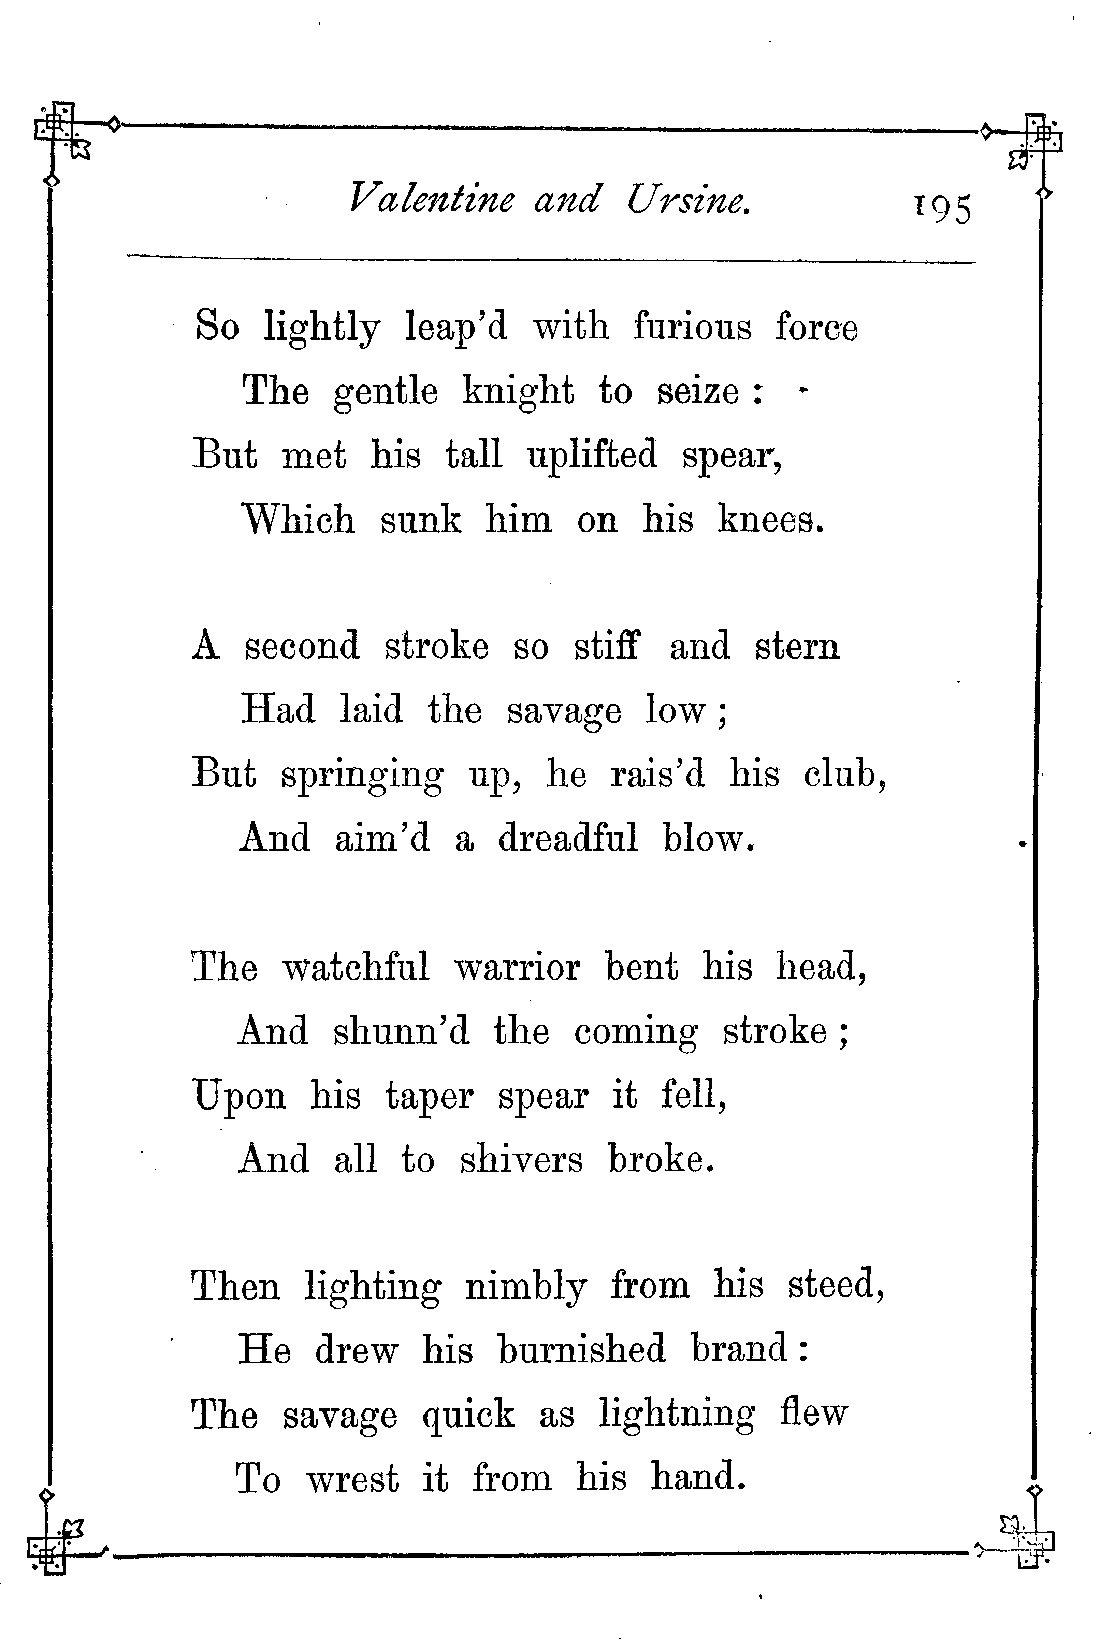 Valentine and Ursine. 195
So lightly leap'd with furious force
The gentle knight to seize :
But met his tall uplifted spear,
Which sunk him on his knees.
A second stroke so stiff and stern
Had laid the savage low ;
But springing up, he rais'd his club,
And aim'd a dreadful blow.
The watchful warrior bent his head,
And shunn'd the coming stroke ;
Upon his taper spear it fell,
And all to shivers broke.
Then lighting nimbly from his steed,
He drew his burnished brand :
The savage quick as lightning flew
To wrest it from his hand.